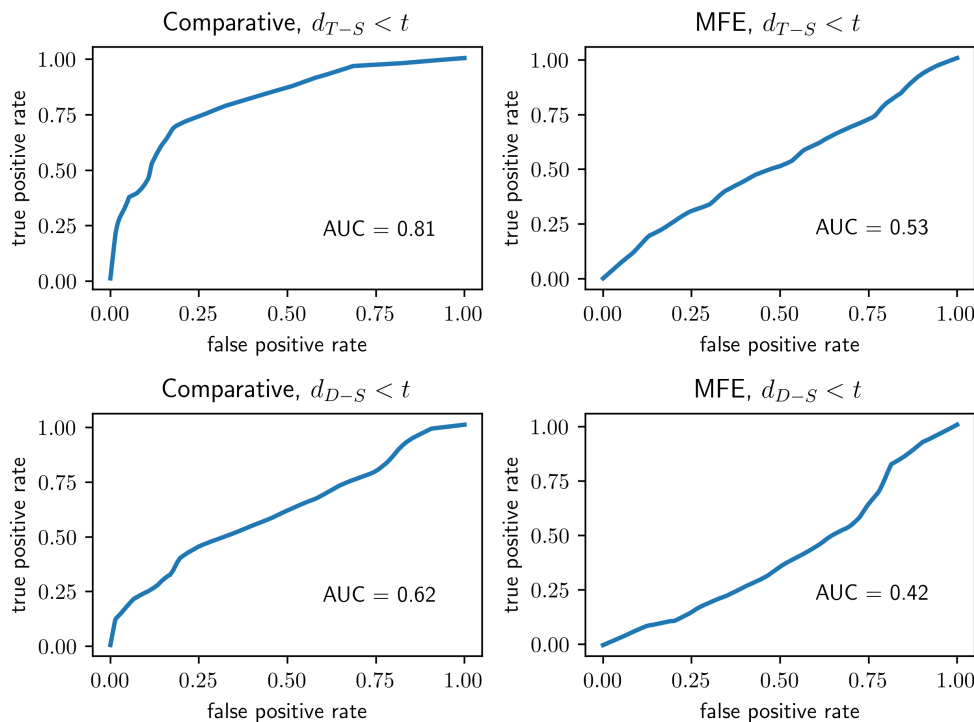 Comparative, d_{T−S} < t
1.00
0.75
0.50
0.25
0.00
true positive rate
AUC = 0.81
0.00 0.25 0.50 0.75 1.00
false positive rate
MFE, d_{T−S} < t
1.00
0.75
0.50
0.25
0.00
true positive rate
AUC = 0.53
0.00 0.25 0.50 0.75 1.00
false positive rate
Comparative, d_{D−S} < t
1.00
0.75
0.50
0.25
0.00
true positive rate
AUC = 0.62
0.00 0.25 0.50 0.75 1.00
false positive rate
MFE, d_{D−S} < t
1.00
0.75
0.50
0.25
0.00
true positive rate
AUC = 0.42
0.00 0.25 0.50 0.75 1.00
false positive rate